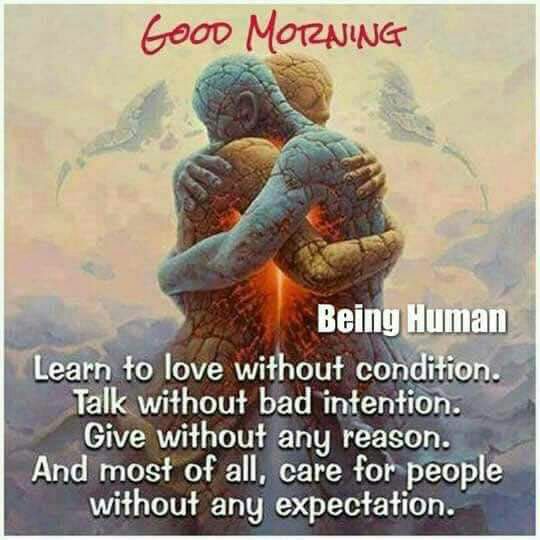 Good Morning
Being Human
Learn to love without condition.
Talk without bad intention.
Give without any reason.
And most of all, care for people
without any expectation.